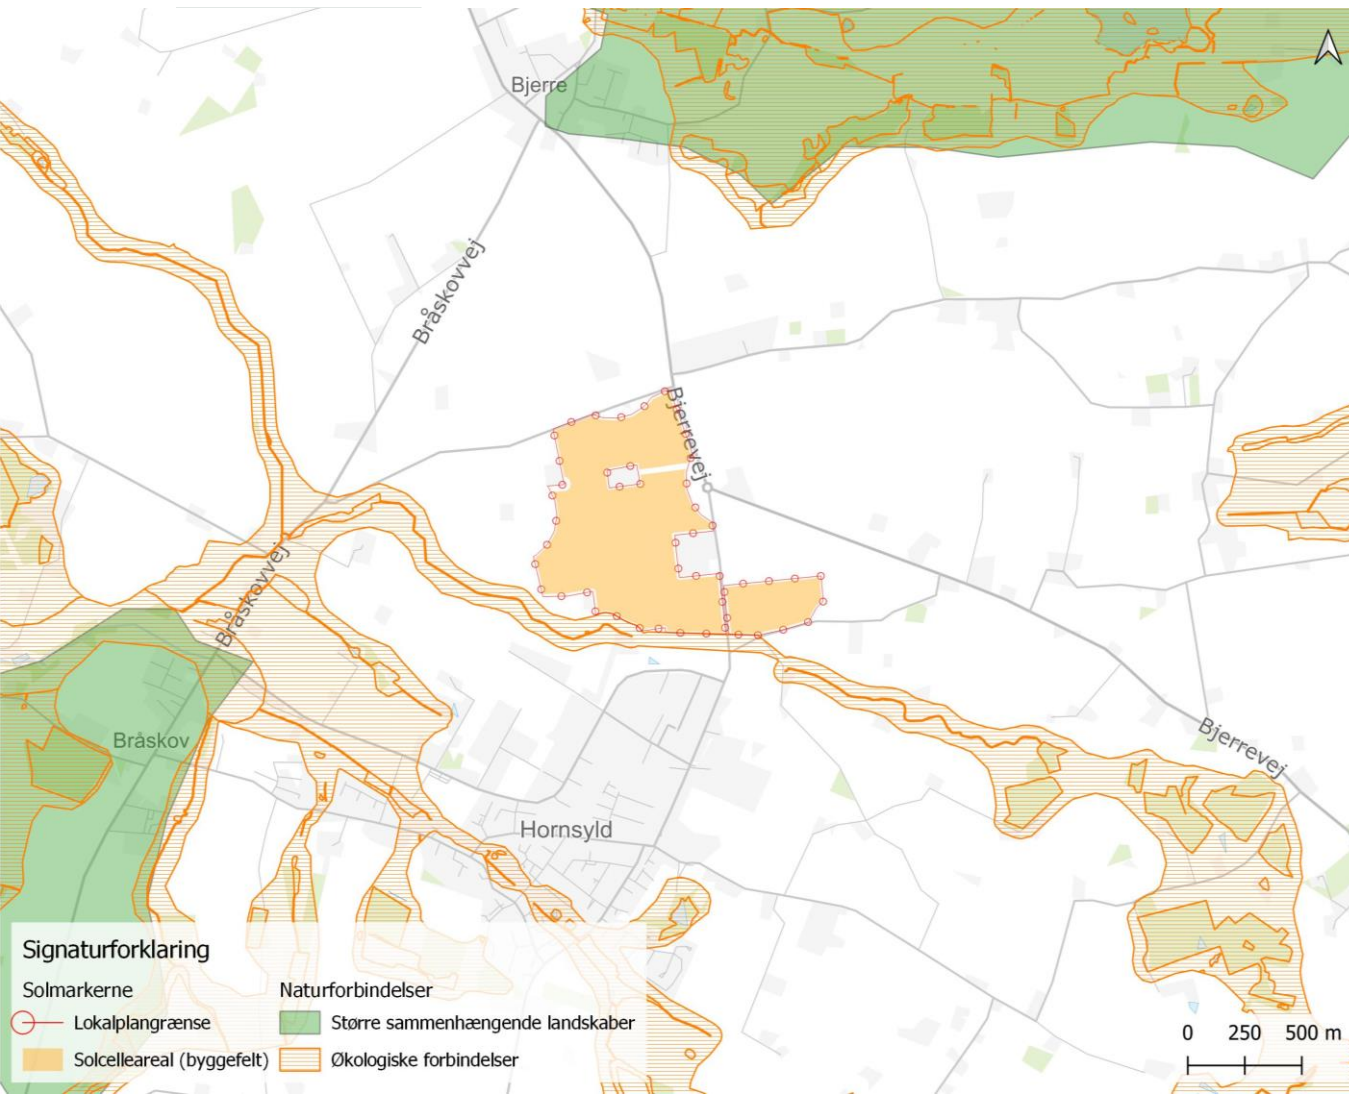 Bjerre
Bråskovvej
Bjerrevej
Bråskovvej
Bråskov
Bjerrevej
Hornsyld
Signaturforklaring
Solmarkerne
Lokalplangrænse
Solcelleareal (byggefelt)
Naturforbindelser
Større sammenhængende landskaber
Økologiske forbindelser
0 250 500 m